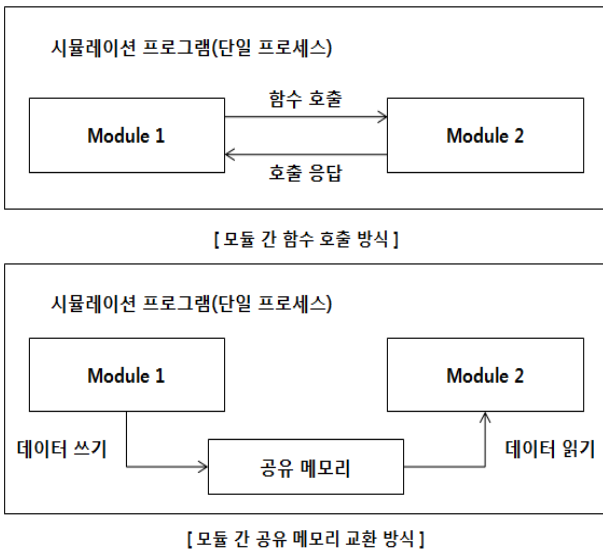 시뮬레이션 프로그램(단일 프로세스)
함수 호출
Module 1
Module 2
호출 응답
[ 모듈 간 함수 호출 방식 ]
시뮬레이션 프로그램(단일 프로세스)
Module 1
Module 2
데이터 쓰기
공유 메모리
데이터 읽기
[ 모듈 간 공유 메모리 교환 방식 ]